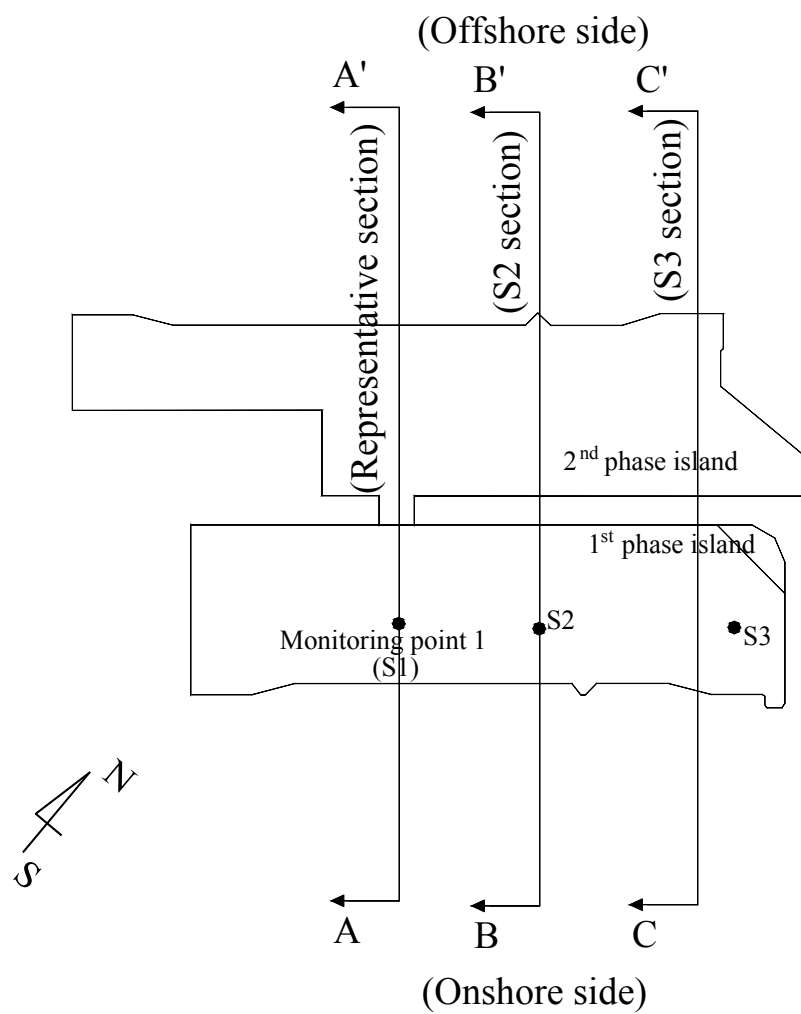 (Offshore side)
A'
B'
C'
(Representative section)
(S2 section)
(S3 section)
2nd phase island
1st phase island
Monitoring point 1
(S1)
S2
S3
N
S
A
B
C
(Onshore side)